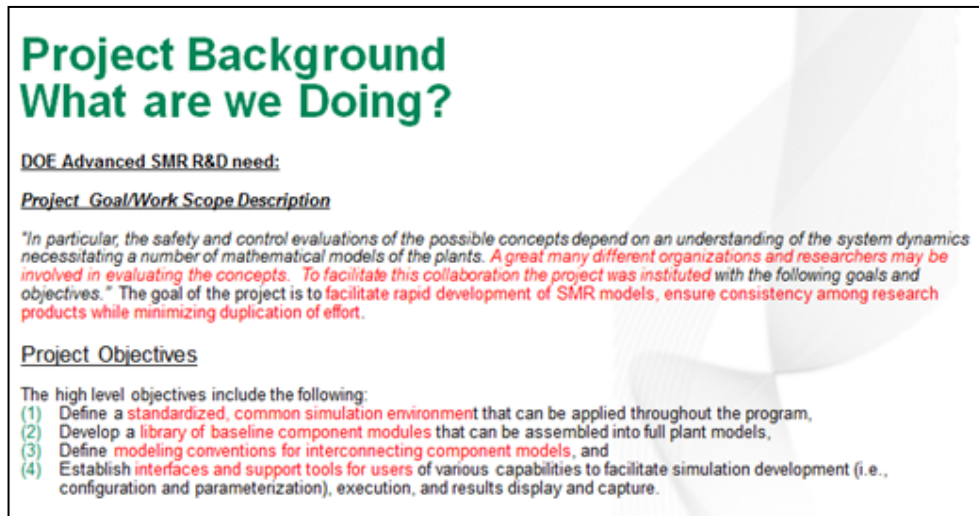 Project Background
What are we Doing?
DOE Advanced SMR R&D need:
Project Goal/Work Scope Description
"In particular, the safety and control evaluations of the possible concepts depend on an understanding of the system dynamics
necessitating a number of mathematical models of the plants. A great many different organizations and researchers may be
involved in evaluating the concepts. To facilitate this collaboration the project was instituted with the following goals and
objectives." The goal of the project is to facilitate rapid development of SMR models, ensure consistency among research
products while minimizing duplication of effort.
Project Objectives
The high level objectives include the following:
(1) Define a standardized, common simulation environment that can be applied throughout the program,
(2) Develop a library of baseline component modules that can be assembled into full plant models,
(3) Define modeling conventions for interconnecting component models, and
(4) Establish interfaces and support tools for users of various capabilities to facilitate simulation development (i.e.,
configuration and parameterization), execution, and results display and capture.